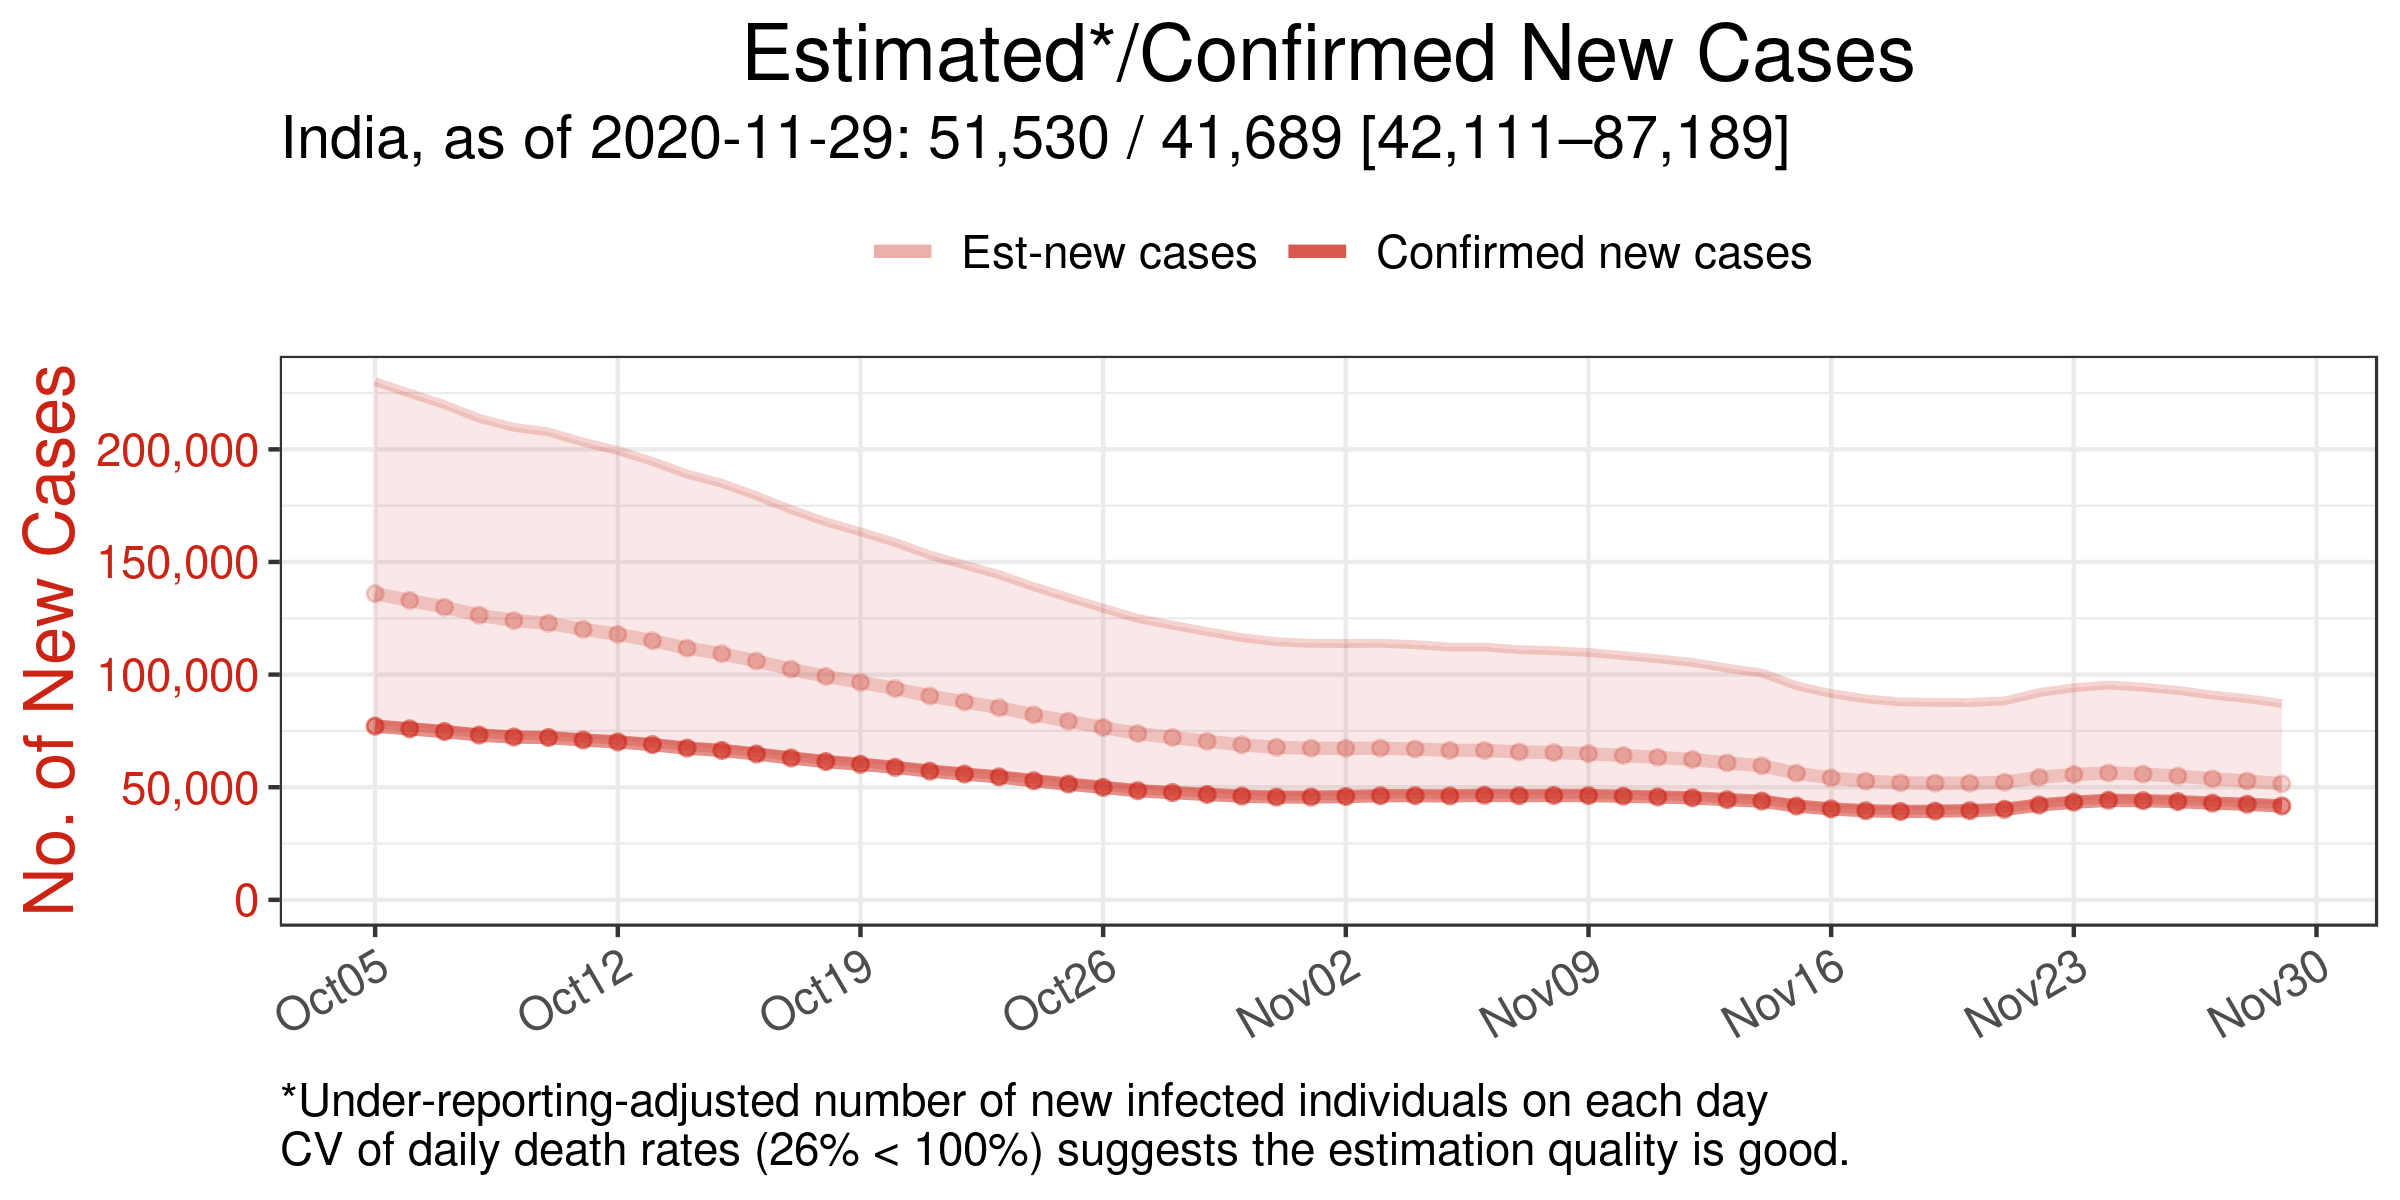 Estimated*/Confirmed New Cases
India, as of 2020-11-29: 51,530 / 41,689 [42,111–87,189]
Est-new cases Confirmed new cases
No. of New Cases
200,000
150,000
100,000
50,000
0
Oct05 Oct12 Oct19 Oct26 Nov02 Nov09 Nov16 Nov23 Nov30
*Under-reporting-adjusted number of new infected individuals on each day
CV of daily death rates (26% < 100%) suggests the estimation quality is good.